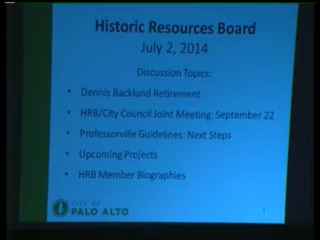 Historic Resources Board
July 2, 2014
Discussion Topics:
• Dennis Backlund Retirement
• HRB/City Council Joint Meeting: September 22
• Professorville Guidelines: Next Steps
• Upcoming Projects
• HRB Member Biographies
CITY OF
PALO ALTO